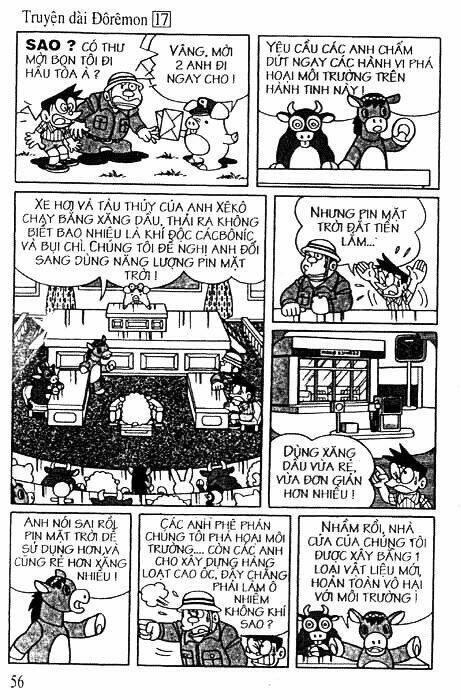 Truyện dài Đôrêmon 17
SAO ? CÓ THƯ
MỜI BỌN TÔI ĐI
HẦU TÒA À ?
VÂNG, MỜI
2 ANH ĐI
NGAY CHO !
YÊU CẦU CÁC ANH CHẤM
DỨT NGAY CÁC HÀNH VI PHÁ
HOẠI MÔI TRƯỜNG TRÊN
HÀNH TINH NÀY !
XE HƠI VÀ TÀU THỦY CỦA ANH XÊKÔ
CHẠY BẰNG XĂNG DẦU, THẢI RA KHÔNG
BIẾT BAO NHIÊU LÀ KHÍ ĐỘC CÁCBÔNÍC
VÀ BỤI CHÌ. CHÚNG TÔI ĐỀ NGHỊ ANH ĐỔI
SANG DÙNG NĂNG LƯỢNG PIN MẶT
TRỜI !
NHƯNG PIN MẶT
TRỜI ĐẮT TIỀN
LẮM...
DÙNG XĂNG
DẦU VỪA RẺ,
VỪA ĐƠN GIẢN
HƠN NHIỀU !
ANH NÓI SAI RỒI,
PIN MẶT TRỜI DỄ
SỬ DỤNG HƠN VÀ
CŨNG RẺ HƠN XĂNG
NHIỀU !
CÁC ANH PHÊ PHÁN
CHÚNG TÔI PHÁ HOẠI MÔI
TRƯỜNG.... CÒN CÁC ANH
CHO XÂY DỰNG HÀNG
LOẠT CAO ỐC, ĐẤY CHẲNG
PHẢI LÀM Ô
NHIỄM
KHÔNG KHÍ
SAO ?
NHẦM RỒI, NHÀ
CỬA CỦA CHÚNG TÔI
ĐƯỢC XÂY BẰNG 1
LOẠI VẬT LIỆU MỚI,
HOÀN TOÀN VÔ HẠI
VỚI MÔI TRƯỜNG !
56